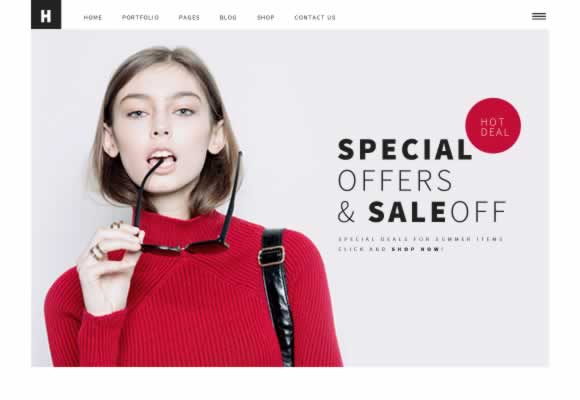 H
HOME PORTFOLIO PAGES BLOG SHOP CONTACT US
HOT
DEAL
SPECIAL
OFFERS
& SALEOFF
SPECIAL DEALS FOR SUMMER ITEMS
CLICK AND SHOP NOW!